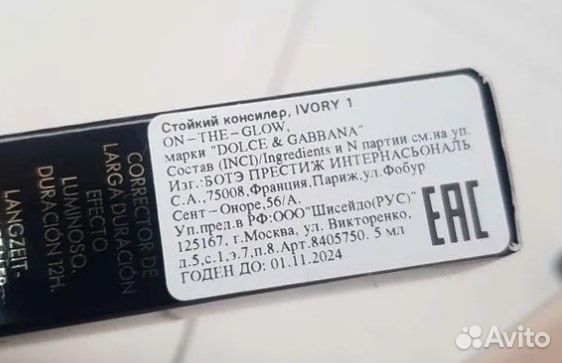 Стойкий консилер, IVORY 1
ON-THE-GLOW,
марки "DOLCE & GABBANA"
Состав (INCI)/Ingredients и N партии см.на уп.
Изг.:БОТЭ ПРЕСТИЖ ИНТЕРНАСЬОНАЛЬ
С.А.,75008,Франция,Париж,ул.Фобур
Сент-Оноре,56/А.
Уп.пред.в РФ:ООО"Шисейдо(РУС)"
125167, г.Москва, ул. Викторенко,
д.5,с.1,э.7,п.8.Арт.8405750. 5 мл
ГОДЕН ДО: 01.11.2024
EAC
CORRECTOR DE
LARGA DURACIÓN
EFECTO
LUMINOSO.
DURACIÓN 12H.
LANGZEIT-
Avito